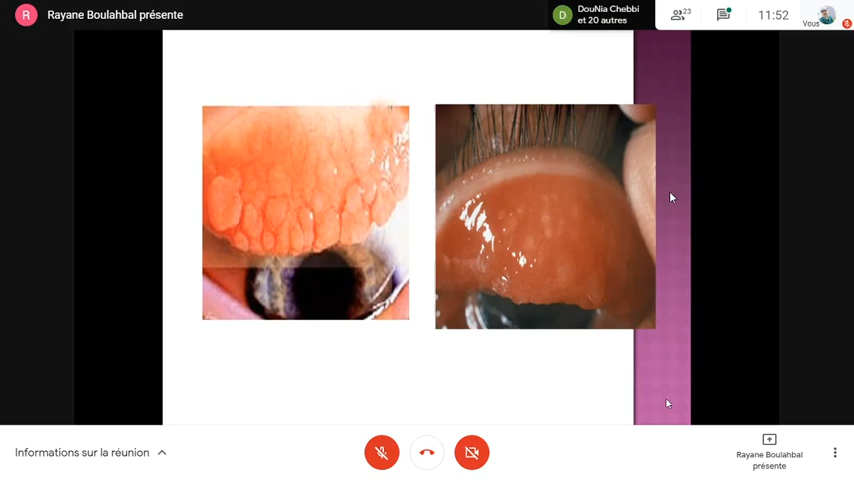 R
Rayane Boulahbal présente
D
DouNia Chebbi
et 20 autres
23
11:52
Vous
Informations sur la réunion
Rayane Boulahbal
présente